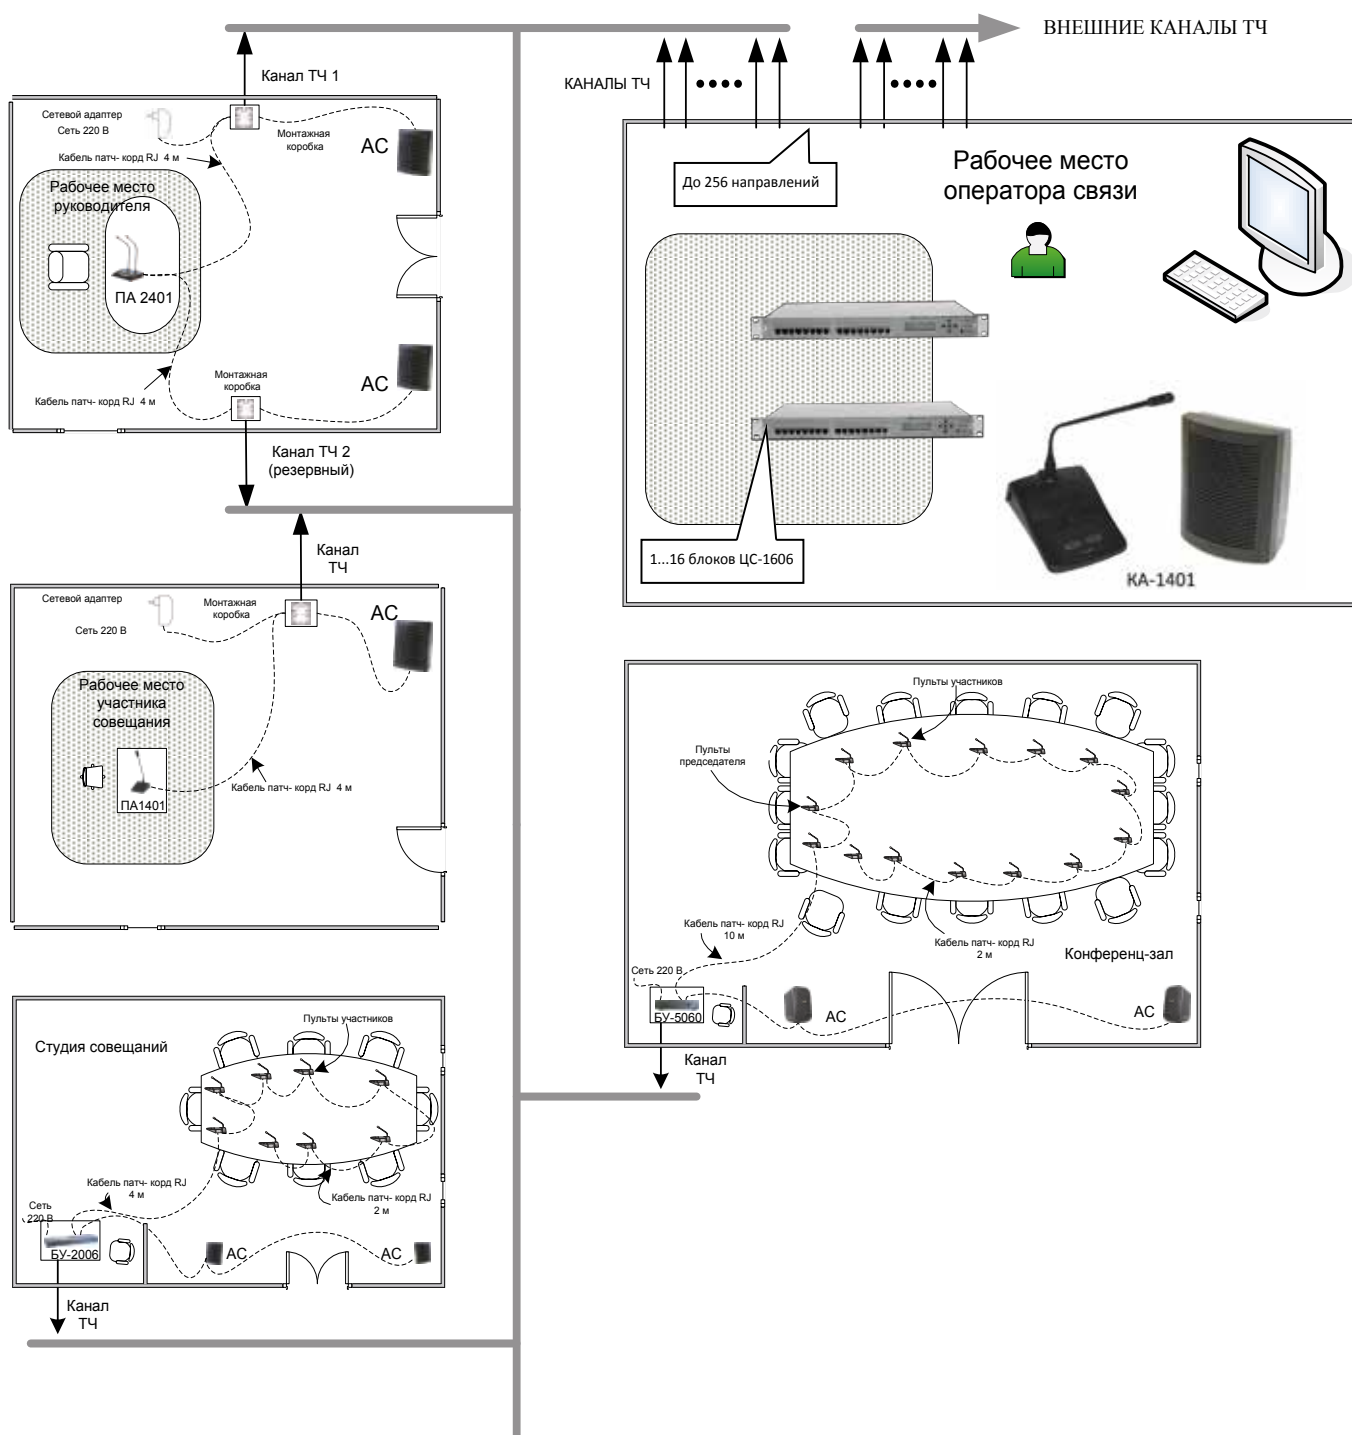 ВНЕШНИЕ КАНАЛЫ ТЧ
Канал ТЧ 1
КАНАЛЫ ТЧ
Сетевой адаптер
Сеть 220 В
Монтажная
коробка
АС
Кабель патч- корд RJ 4 м
Рабочее место
руководителя
ПА 2401
Монтажная
коробка
АС
Кабель патч- корд RJ 4 м
Канал ТЧ 2
(резервный)
До 256 направлений
Рабочее место
оператора связи
1...16 блоков ЦС-1606
КА-1401
Канал
ТЧ
Сетевой адаптер
Сеть 220 В
Монтажная
коробка
АС
Рабочее место
участника
совещания
ПА1401
Кабель патч- корд RJ 4 м
Пульты участников
Пульты
председателя
Кабель патч- корд RJ
10 м
Кабель патч- корд RJ
2 м
Конференц-зал
Сеть 220 В
БУ-5060
АС
АС
Канал
ТЧ
Студия совещаний
Пульты участников
Кабель патч- корд RJ
4 м
Кабель патч- корд RJ
2 м
Сеть
220 В
БУ-2006
АС
АС
Канал
ТЧ